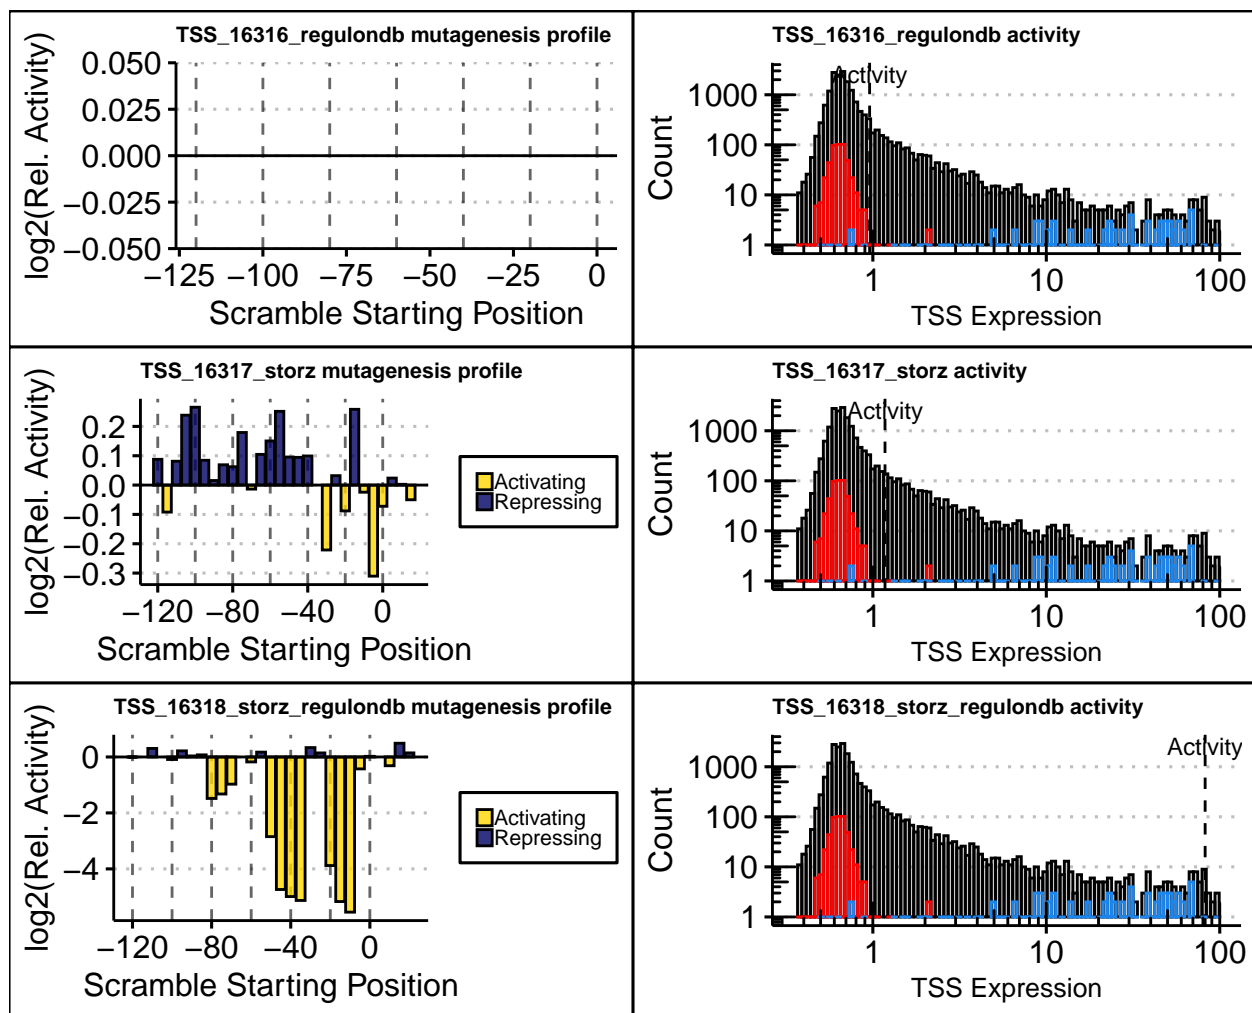 TSS_16316_regulondb mutagenesis profile
log2(Rel. Activity)
0.050
0.025
0.000
−0.025
−0.050
−125 −100 −75 −50 −25 0
Scramble Starting Position
TSS_16316_regulondb activity
Activity
Count
1000
100
10
1
1 10 100
TSS Expression
TSS_16317_storz mutagenesis profile
log2(Rel. Activity)
0.2
0.1
0.0
−0.1
−0.2
−0.3
−120 −80 −40 0
Scramble Starting Position
Activating
Repressing
TSS_16317_storz activity
Activity
Count
1000
100
10
1
1 10 100
TSS Expression
TSS_16318_storz_regulondb mutagenesis profile
log2(Rel. Activity)
0
−2
−4
−120 −80 −40 0
Scramble Starting Position
Activating
Repressing
TSS_16318_storz_regulondb activity
Activity
Count
1000
100
10
1
1 10 100
TSS Expression